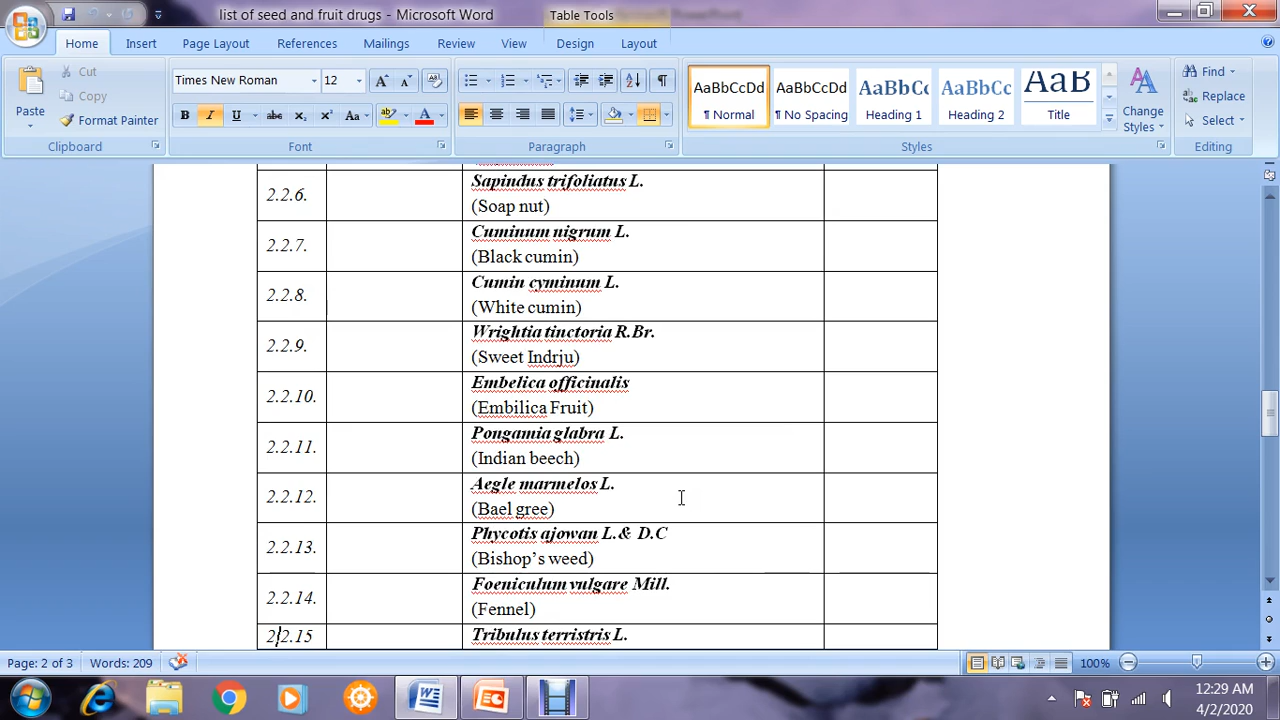 list of seed and fruit drugs - Microsoft Word
Table Tools
Home Insert Page Layout References Mailings Review View Design Layout
Paste
Cut
Copy
Format Painter
Clipboard
Times New Roman 12
Font
Paragraph
AaBbCcDd AaBbCcDd AaBbCc AaBbCc AaB
¶ Normal ¶ No Spacing Heading 1 Heading 2 Title
Change Styles
Styles
Find
Replace
Select
Editing
2.2.6. Sapindus trifoliatus L.
(Soap nut)
2.2.7. Cuminum nigrum L.
(Black cumin)
2.2.8. Cumin cyminum L.
(White cumin)
2.2.9. Wrightia tinctoria R.Br.
(Sweet Indrju)
2.2.10. Embelica officinalis
(Embilica Fruit)
2.2.11. Pongamia glabra L.
(Indian beech)
2.2.12. Aegle marmelos L.
(Bael gree)
2.2.13. Phycotis ajowan L.& D.C
(Bishop’s weed)
2.2.14. Foeniculum vulgare Mill.
(Fennel)
2.2.15 Tribulus terristris L.
Page: 2 of 3 Words: 209 100%
12:29 AM
4/2/2020